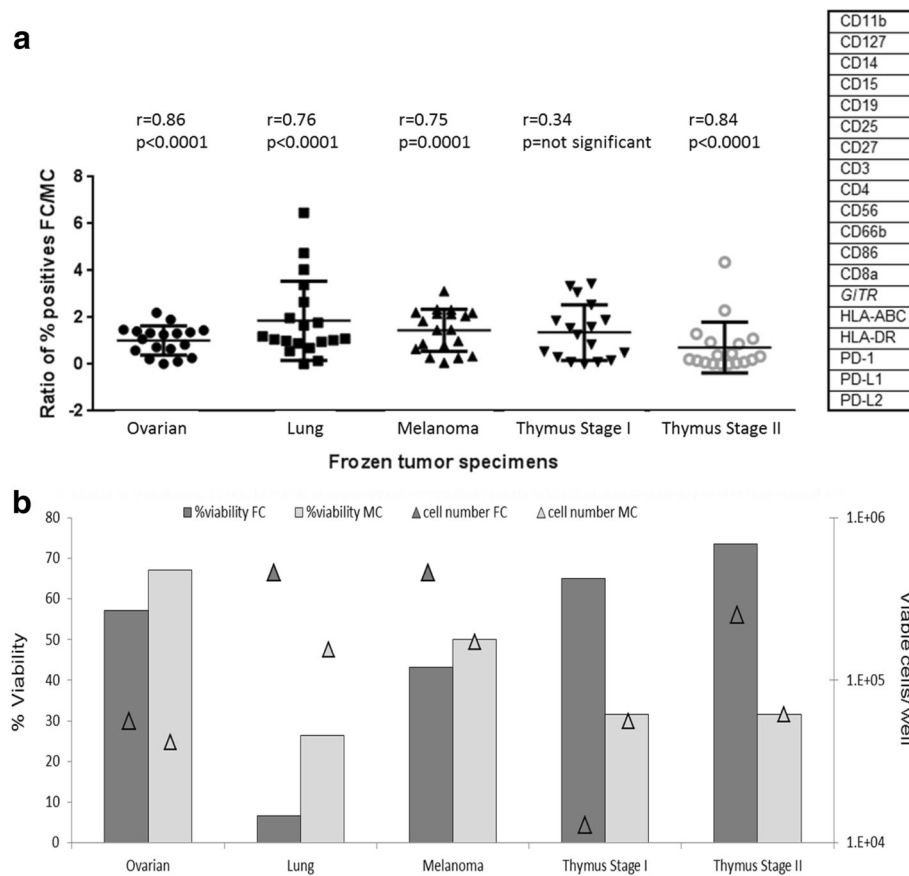 a
r=0.86 r=0.76 r=0.75 r=0.34 r=0.84
p<0.0001 p<0.0001 p=0.0001 p=not significant p<0.0001
Ratio of % positives FC/MC
8
6
4
2
0
-2
Ovarian Lung Melanoma Thymus Stage I Thymus Stage II
Frozen tumor specimens
CD11b
CD127
CD14
CD15
CD19
CD25
CD27
CD3
CD4
CD56
CD66b
CD86
CD8a
GITR
HLA-ABC
HLA-DR
PD-1
PD-L1
PD-L2
b
%viability FC %viability MC cell number FC cell number MC
% Viability
80
70
60
50
40
30
20
10
0
1.E+06
1.E+05
1.E+04
Viable cells/ well
Ovarian Lung Melanoma Thymus Stage I Thymus Stage II